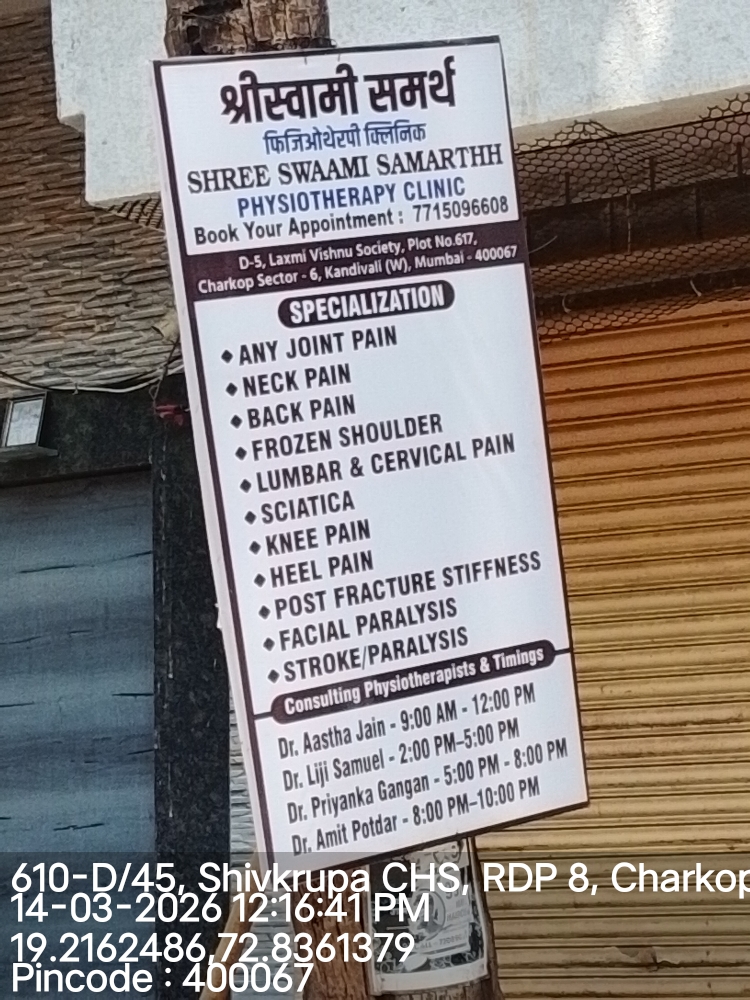 श्रीस्वामी समर्थ
फिजिओथेरपी क्लिनिक
SHREE SWAAMI SAMARTHH
PHYSIOTHERAPY CLINIC
Book Your Appointment : 7715096608
D-5, Laxmi Vishnu Society, Plot No.617,
Charkop Sector - 6, Kandivali (W), Mumbai - 400067
SPECIALIZATION
◆ ANY JOINT PAIN
◆ NECK PAIN
◆ BACK PAIN
◆ FROZEN SHOULDER
◆ LUMBAR & CERVICAL PAIN
◆ SCIATICA
◆ KNEE PAIN
◆ HEEL PAIN
◆ POST FRACTURE STIFFNESS
◆ FACIAL PARALYSIS
◆ STROKE/PARALYSIS
Consulting Physiotherapists & Timings
Dr. Aastha Jain - 9:00 AM - 12:00 PM
Dr. Liji Samuel - 2:00 PM–5:00 PM
Dr. Priyanka Gangan - 5:00 PM - 8:00 PM
Dr. Amit Potdar - 8:00 PM–10:00 PM
610-D/45, Shivkrupa CHS, RDP 8, Charkop
14-03-2026 12:16:41 PM
19.2162486,72.8361379
Pincode : 400067